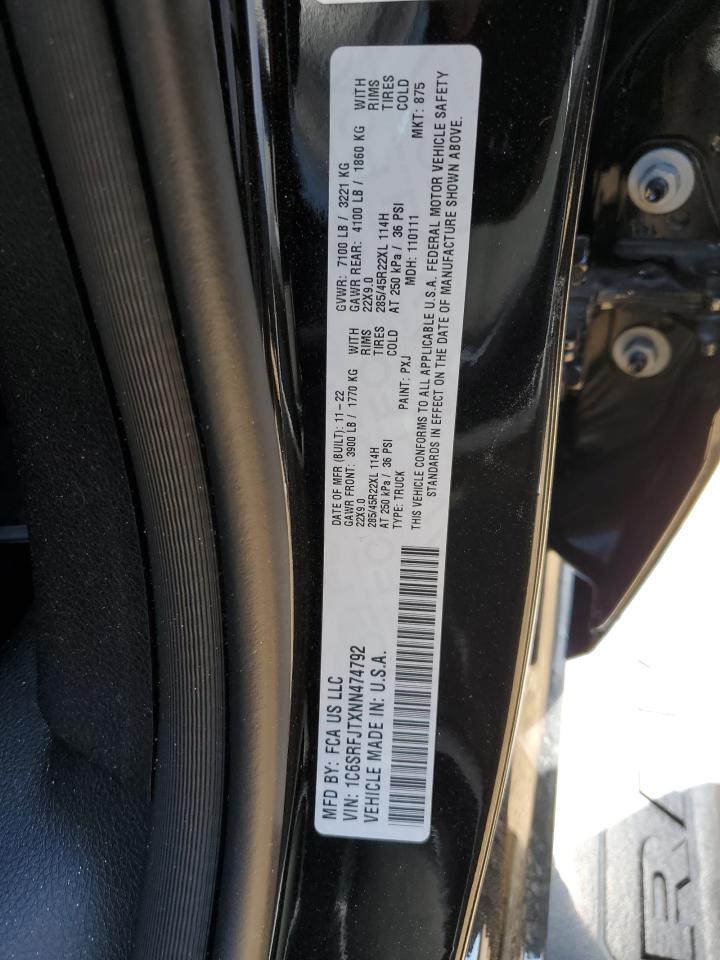 MFD BY: FCA US LLC
VIN: 1C6SRFJTXNN474792
VEHICLE MADE IN: U.S.A.
DATE OF MFR (BUILT): 11-22
GAWR FRONT: 3900 LB / 1770 KG WITH
22X9.0 RIMS
285/45R22XL 114H TIRES
AT 250 kPa / 36 PSI COLD
TYPE: TRUCK
PAINT: PXJ
GVWR: 7100 LB / 3221 KG
GAWR REAR: 4100 LB / 1860 KG WITH
22X9.0 RIMS
285/45R22XL 114H TIRES
AT 250 kPa / 36 PSI COLD
MDH: 110111
MKT: 875
THIS VEHICLE CONFORMS TO ALL APPLICABLE U.S.A. FEDERAL MOTOR VEHICLE SAFETY
STANDARDS IN EFFECT ON THE DATE OF MANUFACTURE SHOWN ABOVE.